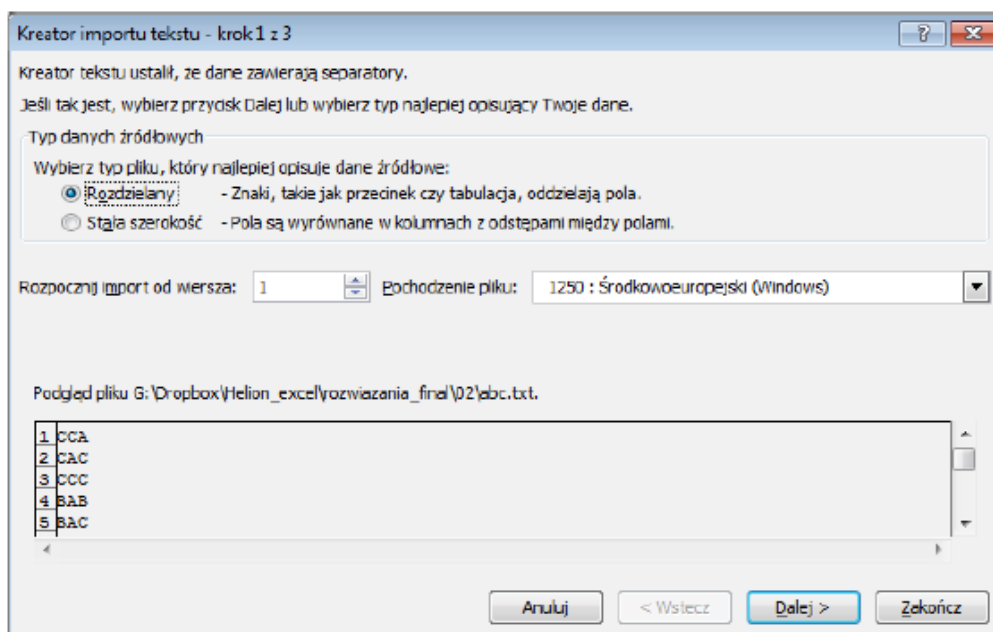 Kreator importu tekstu - krok 1 z 3
Kreator tekstu ustalił, że dane zawierają separatory.
Jeśli tak jest, wybierz przycisk Dalej lub wybierz typ najlepiej opisujący Twoje dane.
Typ danych źródłowych
Wybierz typ pliku, który najlepiej opisuje dane źródłowe:
Rozdzielany - Znaki, takie jak przecinek czy tabulacja, oddzielają pola.
Stała szerokość - Pola są wyrównane w kolumnach z odstępami między polami.
Rozpocznij import od wiersza: 1 Pochodzenie pliku: 1250 : Środkowoeuropejski (Windows)
Podgląd pliku G:\Dropbox\Helion_excel\rozwiazania_final\02\abc.txt.
1 CCA
2 CAC
3 CCC
4 BAB
5 BAC
Anuluj < Wstecz Dalej > Zakończ